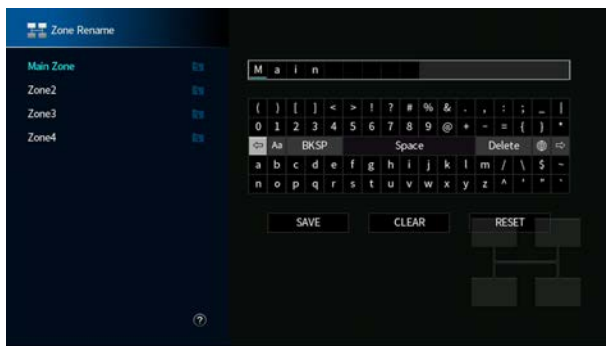 Zone Rename
Main Zone
Zone2
Zone3
Zone4
M a i n
( ) [ ] < > ! ? # % & . , : ; _ |
0 1 2 3 4 5 6 7 8 9 @ + - = { } *
Aa BKSP Space Delete
a b c d e f g h i j k l m / \ $ ~
n o p q r s t u v w x y z ^ ' " `
SAVE CLEAR RESET
?